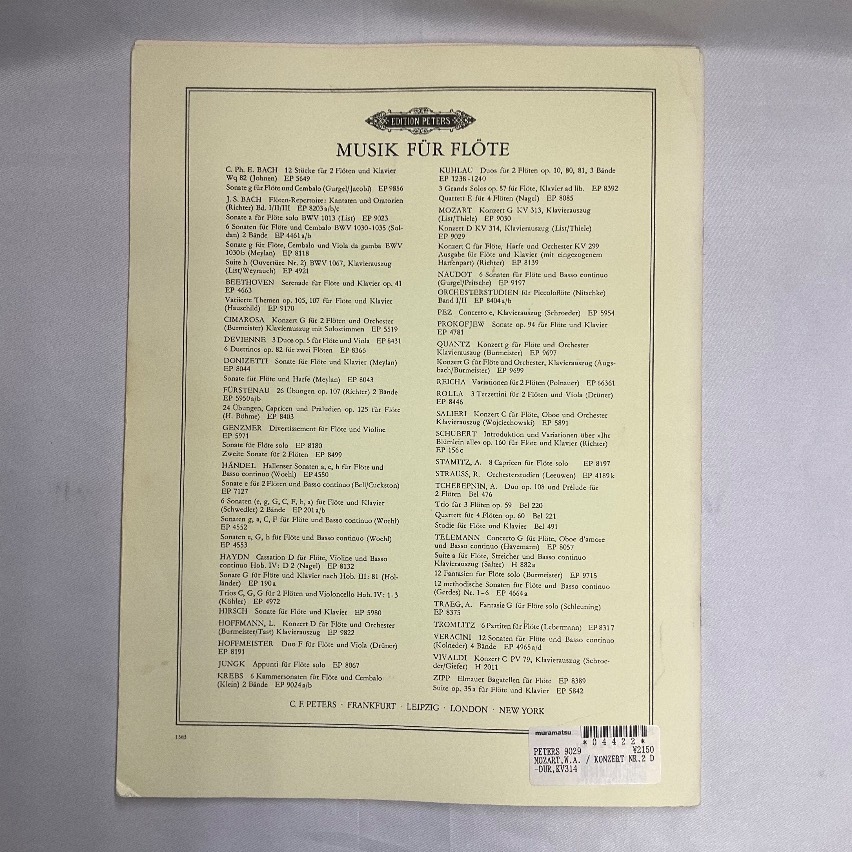 EDITION PETERS
MUSIK FÜR FLÖTE
C. Ph. E. BACH 12 Stücke für 2 Flöten und Klavier
Wq 82 (Johnen) EP 5649
Sonate g für Flöte und Cembalo (Gurgel/Jacobi) EP 9856
J. S. BACH Flöten-Repertoire: Kantaten und Oratorien
(Richter) Bd. I/II/III EP 8203a/b/c
Sonate a für Flöte solo BWV 1013 (List) EP 9023
6 Sonaten für Flöte und Cembalo BWV 1030-1035 (Sol-
dan) 2 Bände EP 4461a/b
Sonate g für Flöte, Cembalo und Viola da gamba BWV
1030b (Meylan) EP 8118
Suite h (Ouvertüre Nr. 2) BWV 1067, Klavierauszug
(List/Weyrauch) EP 4921
BEETHOVEN Serenade für Flöte und Klavier op. 41
EP 4663
Variierte Themen op. 105, 107 für Flöte und Klavier
(Hauschild) EP 9170
CIMAROSA Konzert G für 2 Flöten und Orchester
(Burmeister) Klavierauszug mit Solostimmen EP 5519
DEVIENNE 3 Duos op. 5 für Flöte und Viola EP 8431
6 Duettinos op. 82 für zwei Flöten EP 8366
DONIZETTI Sonate für Flöte und Klavier (Meylan)
EP 8044
Sonate für Flöte und Harfe (Meylan) EP 8043
FÜRSTENAU 26 Übungen op. 107 (Richter) 2 Bände
EP 5950a/b
24 Übungen, Capricen und Präludien op. 125 für Flöte
(H. Böhme) EP 8403
GENZMER Divertissement für Flöte und Violine
EP 5971
Sonate für Flöte solo EP 8180
Zweite Sonate für 2 Flöten EP 8499
HÄNDEL Hallenser Sonaten a, e, h für Flöte und
Basso continuo (Woehl) EP 4550
Sonate e für 2 Flöten und Basso continuo (Bell/Cuckston)
EP 7127
6 Sonaten (e, g, G, C, F, h, a) für Flöte und Klavier
(Schwedler) 2 Bände EP 201a/b
Sonaten g, a, C, F für Flöte und Basso continuo (Woehl)
EP 4552
Sonaten e, G, h für Flöte und Basso continuo (Woehl)
EP 4553
HAYDN Cassation D für Flöte, Violine und Basso
continuo Hob. IV: D 2 (Nagel) EP 8132
Sonate G für Flöte und Klavier nach Hob. III: 81 (Hol-
länder) EP 190a
Trios C, G, G für 2 Flöten und Violoncello Hob. IV: 1-3
(Köhler) EP 4972
HIRSCH Sonate für Flöte und Klavier EP 5980
HOFFMANN, L. Konzert D für Flöte und Orchester
(Burmeister/Tast) Klavierauszug EP 9822
HOFFMEISTER Duo F für Flöte und Viola (Drüner)
EP 8191
JUNGK Appunti für Flöte solo EP 8067
KREBS 6 Kammersonaten für Flöte und Cembalo
(Klein) 2 Bände EP 9024a/b
KUHLAU Duos für 2 Flöten op. 10, 80, 81, 3 Bände
EP 1238-1240
3 Grands Solos op. 57 für Flöte, Klavier ad lib. EP 8392
Quartett E für 4 Flöten (Nagel) EP 8085
MOZART Konzert G KV 313, Klavierauszug
(List/Thiele) EP 9030
Konzert D KV 314, Klavierauszug (List/Thiele)
EP 9029
Konzert C für Flöte, Harfe und Orchester KV 299
Ausgabe für Flöte und Klavier (mit eingezogenem
Harfenpart) (Richter) EP 8139
NAUDOT 6 Sonaten für Flöte und Basso continuo
(Gurgel/Pritsche) EP 9197
ORCHESTERSTUDIEN für Piccoloflöte (Nitschke)
Band I/II EP 8404a/b
PEZ Concerto e, Klavierauszug (Schroeder) EP 5954
PROKOFJEW Sonate op. 94 für Flöte und Klavier
EP 4781
QUANTZ Konzert g für Flöte und Orchester
Klavierauszug (Burmeister) EP 9697
Konzert G für Flöte und Orchester, Klavierauszug (Augs-
bach/Burmeister) EP 9699
REICHA Variationen für 2 Flöten (Polnauer) EP 66361
ROLLA 3 Terzettini für 2 Flöten und Viola (Drüner)
EP 8446
SALIERI Konzert C für Flöte, Oboe und Orchester
Klavierauszug (Wojciechowski) EP 5891
SCHUBERT Introduktion und Variationen über »Ihr
Blümlein alle« op. 160 für Flöte und Klavier (Richter)
EP 156c
STAMITZ, A. 8 Capricen für Flöte solo EP 8197
STRAUSS, R. Orchesterstudien (Leeuwen) EP 4189k
TCHEREPNIN, A. Duo op. 108 und Prélude für
2 Flöten Bel 476
Trio für 3 Flöten op. 59 Bel 220
Quartett für 4 Flöten op. 60 Bel 221
Studie für Flöte und Klavier Bel 491
TELEMANN Concerto G für Flöte, Oboe d'amore
und Basso continuo (Havemann) EP 8057
Suite a für Flöte, Streicher und Basso continuo
Klavierauszug (Salter) H 882a
12 Fantasien für Flöte solo (Burmeister) EP 9715
12 methodische Sonaten für Flöte und Basso continuo
(Gerdes) Nr. 1-6 EP 4664a
TRAEG, A. Fantasie G für Flöte solo (Schleuning)
EP 8375
TROMLITZ 6 Partiten für Flöte (Lebermann) EP 8317
VERACINI 12 Sonaten für Flöte und Basso continuo
(Kolneder) 4 Bände EP 4965a/d
VIVALDI Konzert C PV 79, Klavierauszug (Schroe-
der/Giefer) H 2011
ZIPP Elmauer Bagatellen für Flöte EP 8389
Suite op. 35a für Flöte und Klavier EP 5842
C. F. PETERS · FRANKFURT · LEIPZIG · LONDON · NEW YORK
1503
muramatsu
*04422*
PETERS 9029 ¥2150
MOZART,W.A. / KONZERT NR.2 D
-DUR,KV314